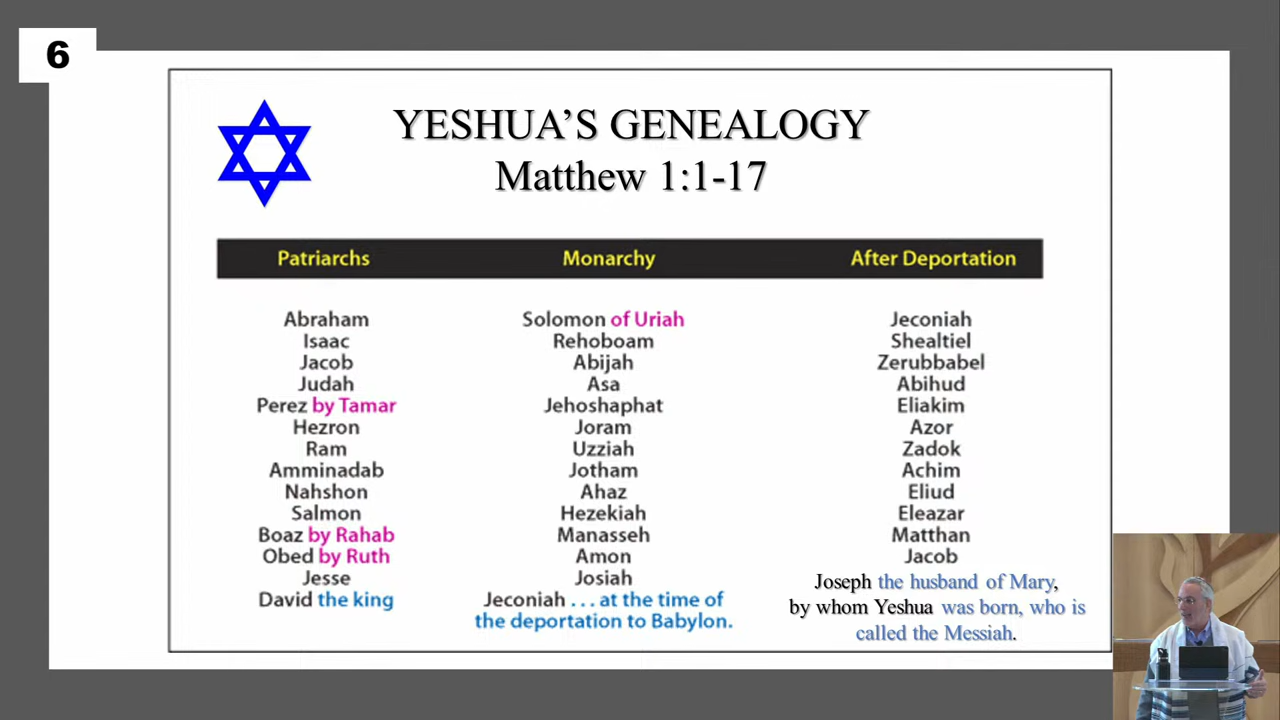 6
YESHUA’S GENEALOGY
Matthew 1:1-17
Patriarchs
Abraham
Isaac
Jacob
Judah
Perez by Tamar
Hezron
Ram
Amminadab
Nahshon
Salmon
Boaz by Rahab
Obed by Ruth
Jesse
David the king
Monarchy
Solomon of Uriah
Rehoboam
Abijah
Asa
Jehoshaphat
Joram
Uzziah
Jotham
Ahaz
Hezekiah
Manasseh
Amon
Josiah
Jeconiah . . . at the time of
the deportation to Babylon.
After Deportation
Jeconiah
Shealtiel
Zerubbabel
Abihud
Eliakim
Azor
Zadok
Achim
Eliud
Eleazar
Matthan
Jacob
Joseph the husband of Mary,
by whom Yeshua was born, who is
called the Messiah.